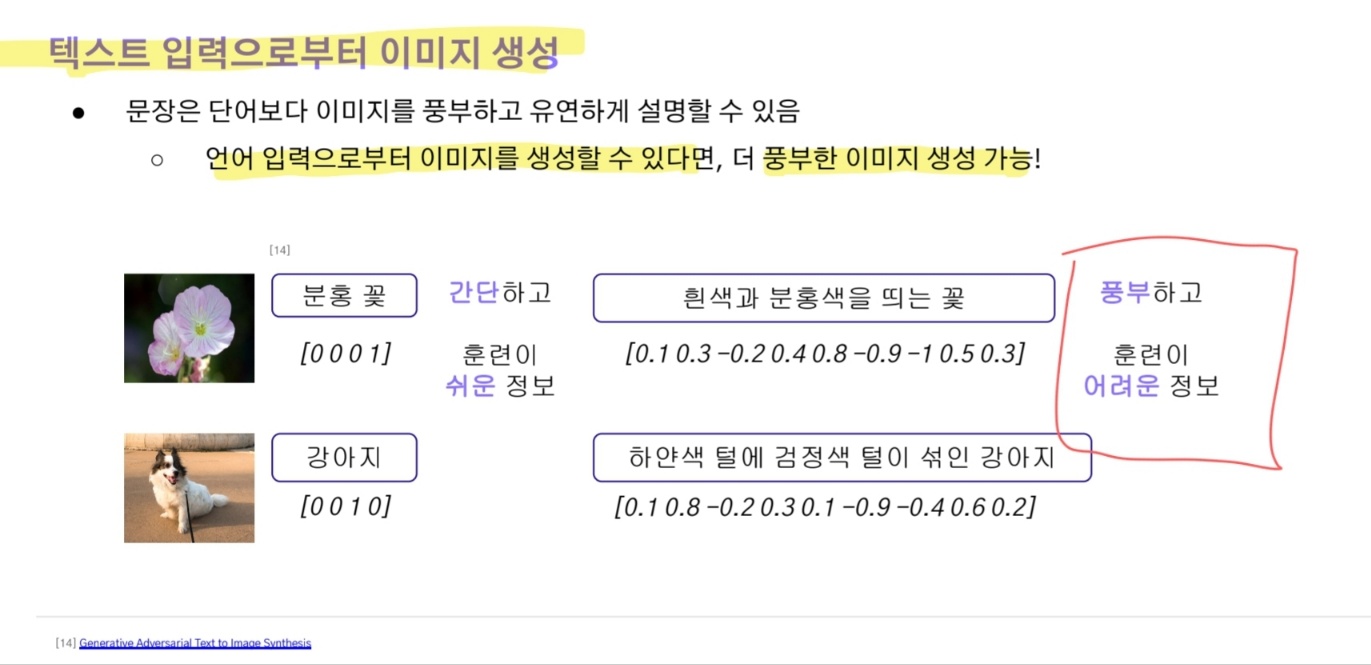 텍스트 입력으로부터 이미지 생성
● 문장은 단어보다 이미지를 풍부하고 유연하게 설명할 수 있음
○ 언어 입력으로부터 이미지를 생성할 수 있다면, 더 풍부한 이미지 생성 가능!
[14]
분홍 꽃
[0 0 0 1]
간단하고
훈련이
쉬운 정보
흰색과 분홍색을 띄는 꽃
[0.1 0.3 -0.2 0.4 0.8 -0.9 -1 0.5 0.3]
풍부하고
훈련이
어려운 정보
강아지
[0 0 1 0]
하얀색 털에 검정색 털이 섞인 강아지
[0.1 0.8 -0.2 0.3 0.1 -0.9 -0.4 0.6 0.2]
[14] Generative Adversarial Text to Image Synthesis